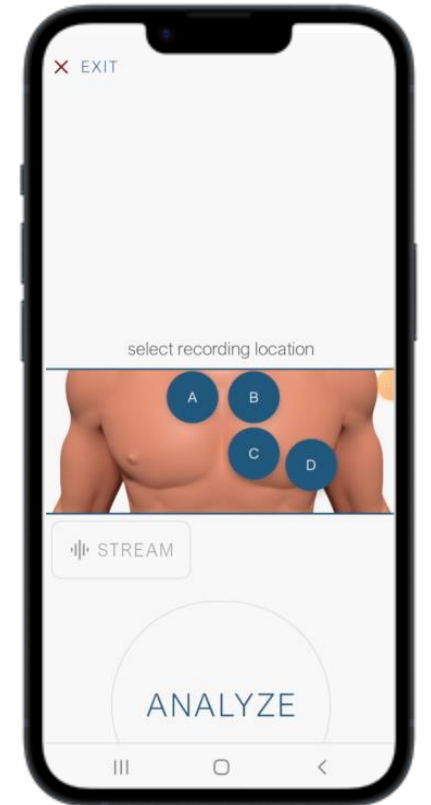 EXIT
select recording location
A
B
C
D
STREAM
ANALYZE